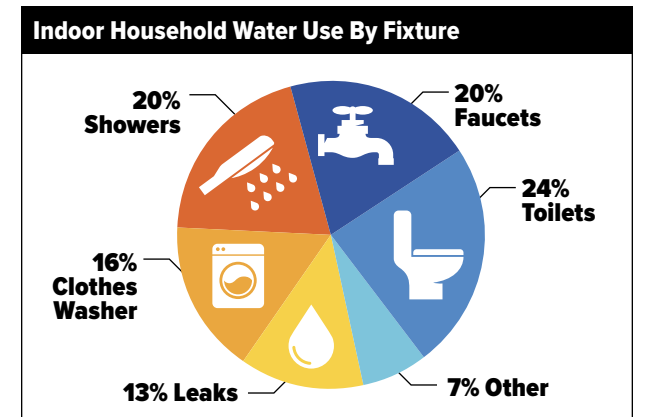 Indoor Household Water Use By Fixture
20%
Showers
20%
Faucets
24%
Toilets
16%
Clothes
Washer
13% Leaks
7% Other